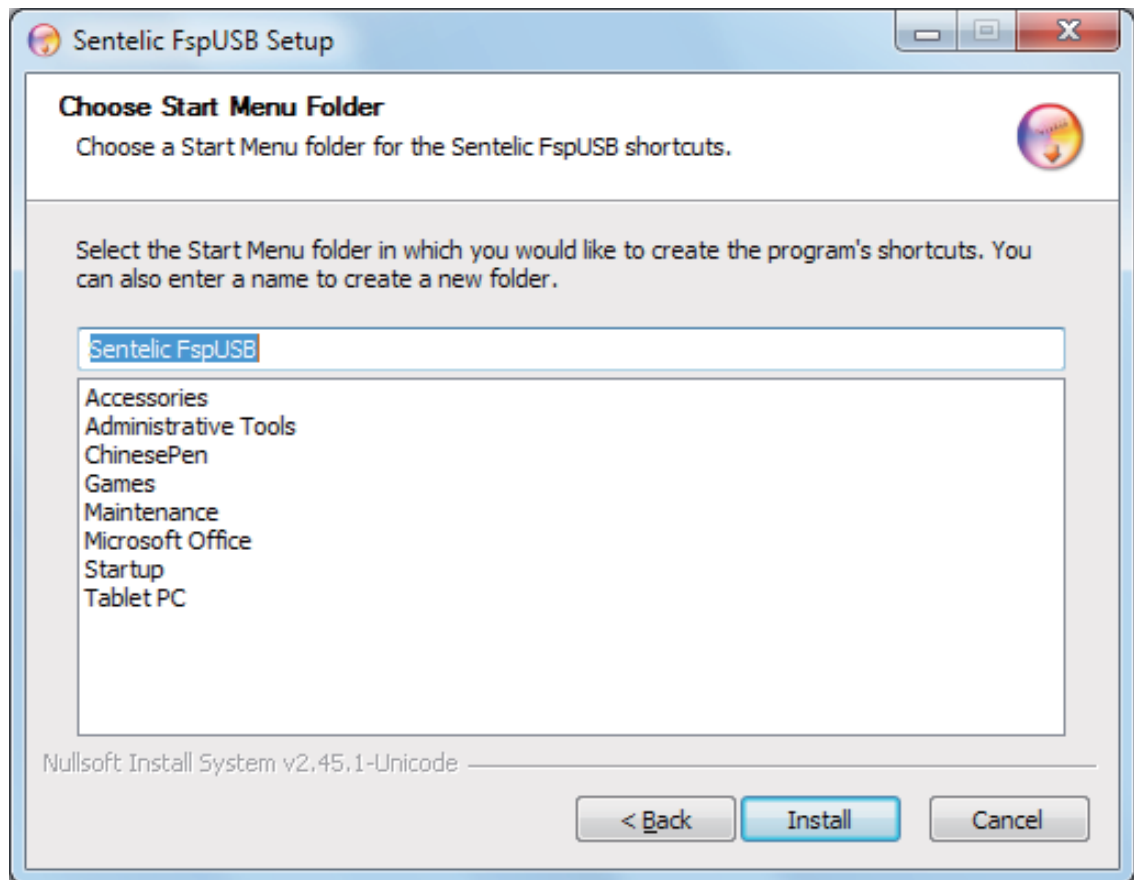 Sentelic FspUSB Setup
Choose Start Menu Folder
Choose a Start Menu folder for the Sentelic FspUSB shortcuts.
Select the Start Menu folder in which you would like to create the program's shortcuts. You
can also enter a name to create a new folder.
Sentelic FspUSB
Accessories
Administrative Tools
ChinesePen
Games
Maintenance
Microsoft Office
Startup
Tablet PC
Nullsoft Install System v2.45.1-Unicode
< Back
Install
Cancel